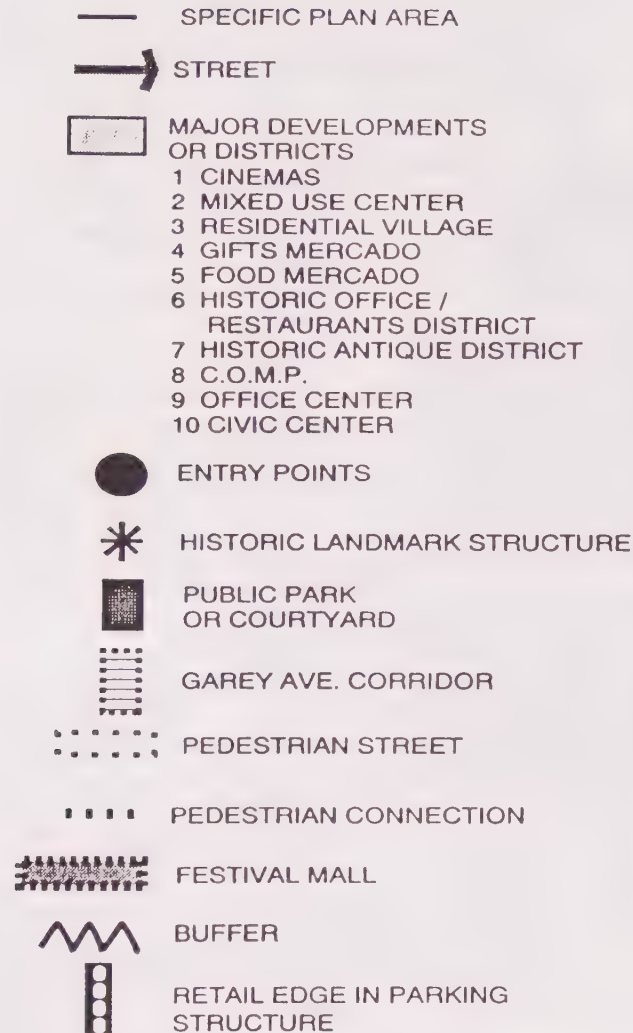 SPECIFIC PLAN AREA
STREET
MAJOR DEVELOPMENTS
OR DISTRICTS
1 CINEMAS
2 MIXED USE CENTER
3 RESIDENTIAL VILLAGE
4 GIFTS MERCADO
5 FOOD MERCADO
6 HISTORIC OFFICE /
RESTAURANTS DISTRICT
7 HISTORIC ANTIQUE DISTRICT
8 C.O.M.P.
9 OFFICE CENTER
10 CIVIC CENTER
ENTRY POINTS
HISTORIC LANDMARK STRUCTURE
PUBLIC PARK
OR COURTYARD
GAREY AVE. CORRIDOR
PEDESTRIAN STREET
PEDESTRIAN CONNECTION
FESTIVAL MALL
BUFFER
RETAIL EDGE IN PARKING
STRUCTURE